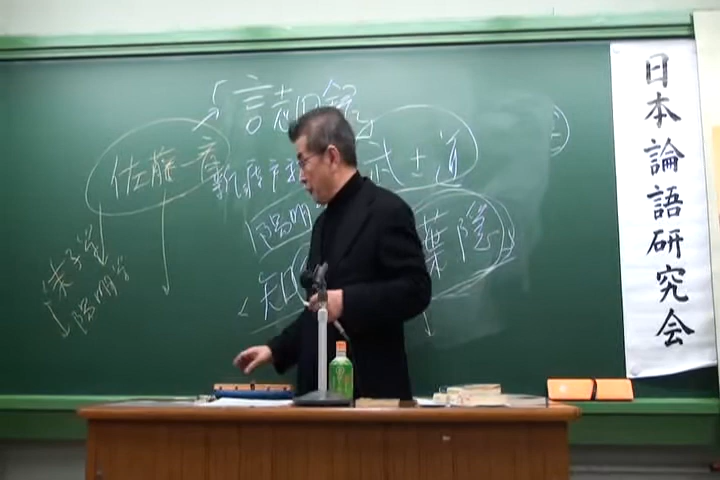 「言志四録
佐藤一斎
武士道
陽明
葉隠
知
朱子学
陽明学
日本論語研究会